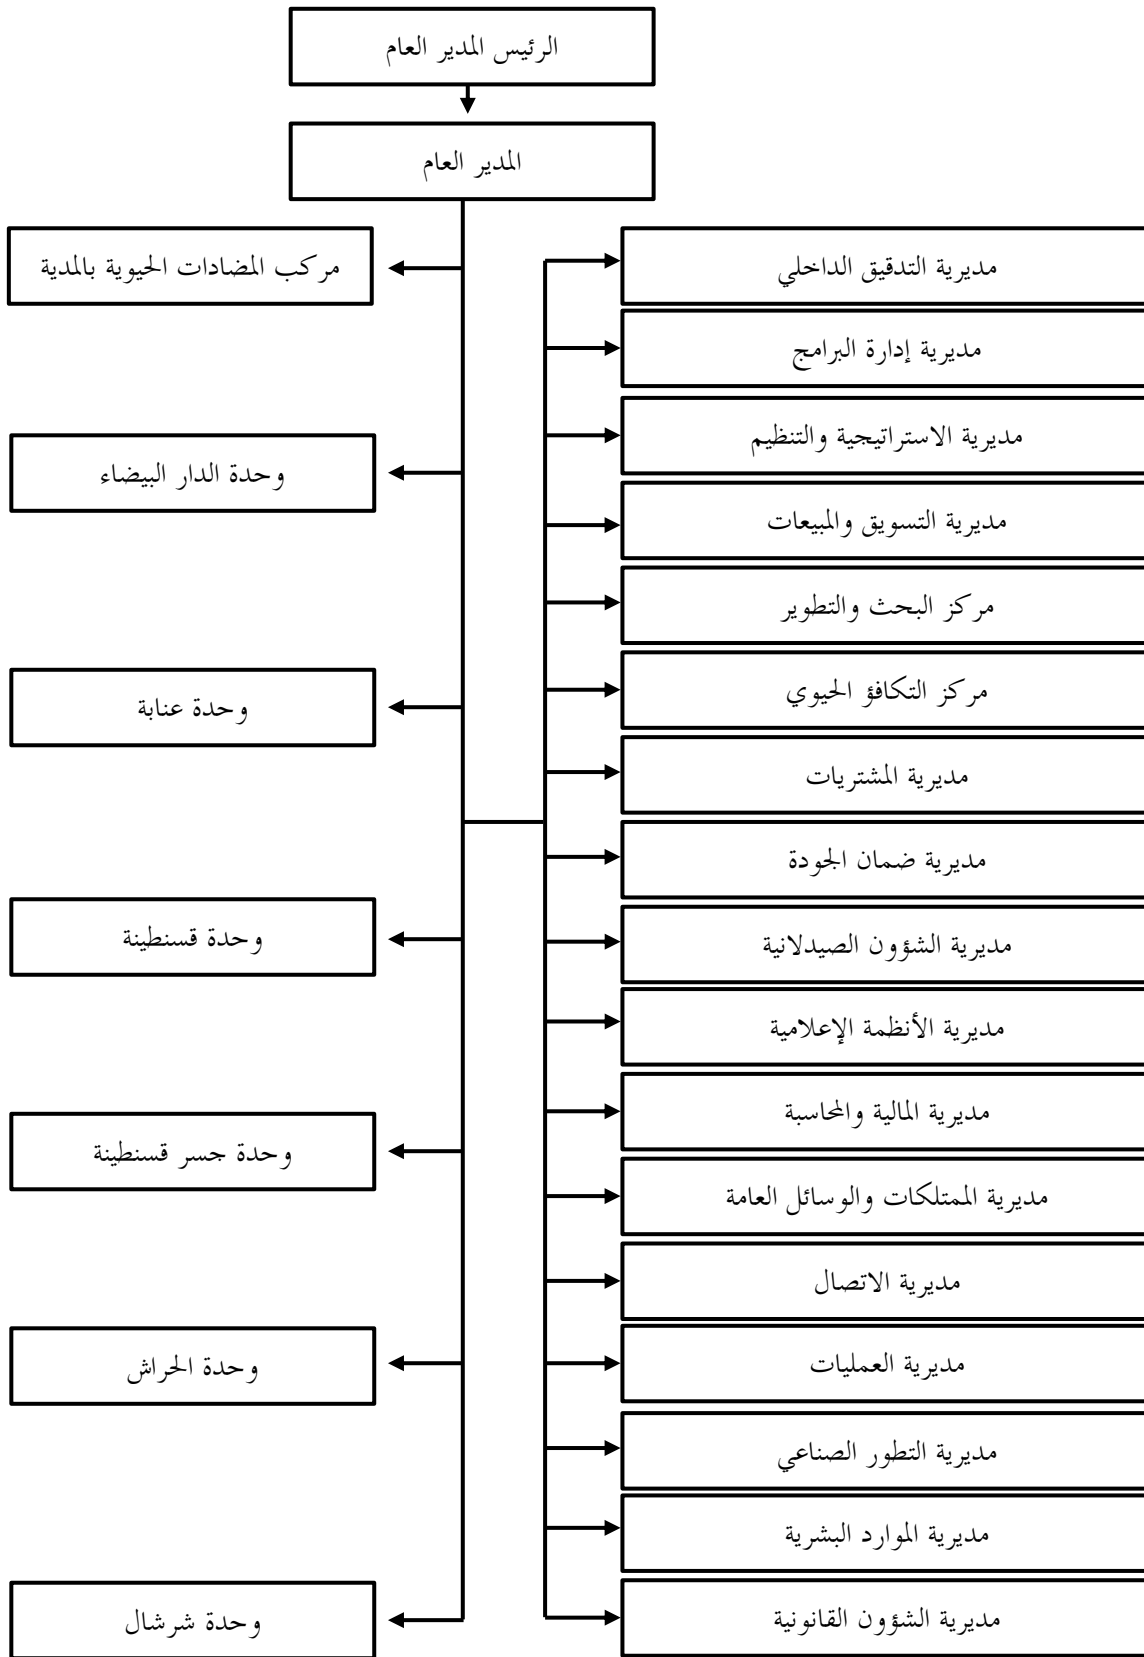 الرئيس المدير العام
المدير العام
مديرية التدقيق الداخلي
مركب المضادات الحيوية بالمدية
مديرية إدارة البرامج
مديرية الاستراتيجية والتنظيم
وحدة الدار البيضاء
مديرية التسويق والمبيعات
مركز البحث والتطوير
مركز التكافؤ الحيوي
وحدة عنابة
مديرية المشتريات
مديرية ضمان الجودة
مديرية الشؤون الصيدلانية
وحدة قسنطينة
مديرية الأنظمة الإعلامية
مديرية المالية والمحاسبة
وحدة جسر قسنطينة
مديرية الممتلكات والوسائل العامة
مديرية الاتصال
مديرية العمليات
وحدة الحراش
مديرية التطور الصناعي
مديرية الموارد البشرية
مديرية الشؤون القانونية
وحدة شرشال